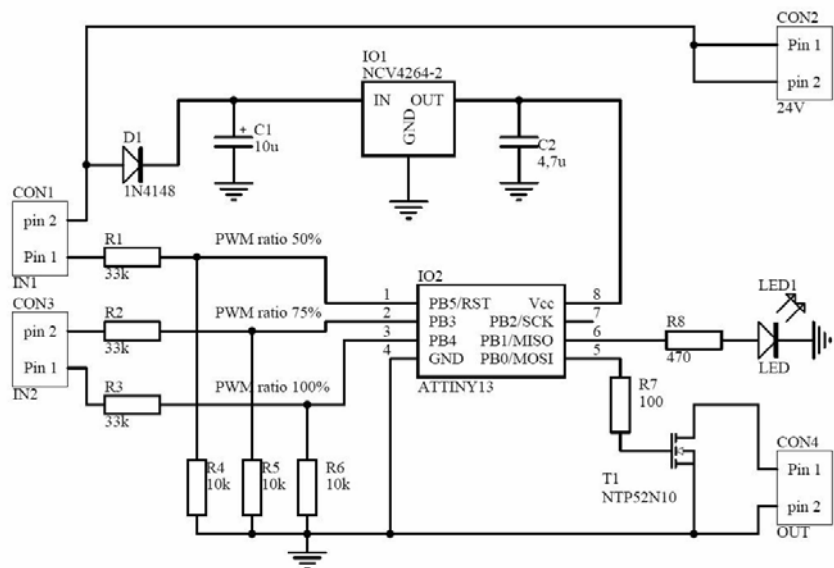 CON2
Pin 1
pin 2
24V
IO1
NCV4264-2
IN
OUT
GND
D1
1N4148
+
C1
10u
C2
4,7u
CON1
pin 2
Pin 1
IN1
R1
33k
PWM ratio 50%
CON3
pin 2
Pin 1
IN2
R2
33k
PWM ratio 75%
R3
33k
PWM ratio 100%
IO2
1
PB5/RST
Vcc
8
2
PB3
PB2/SCK
7
3
PB4
PB1/MISO
6
4
GND
PB0/MOSI
5
ATTINY13
R8
470
LED1
LED
R7
100
R4
10k
R5
10k
R6
10k
T1
NTP52N10
CON4
Pin 1
pin 2
OUT